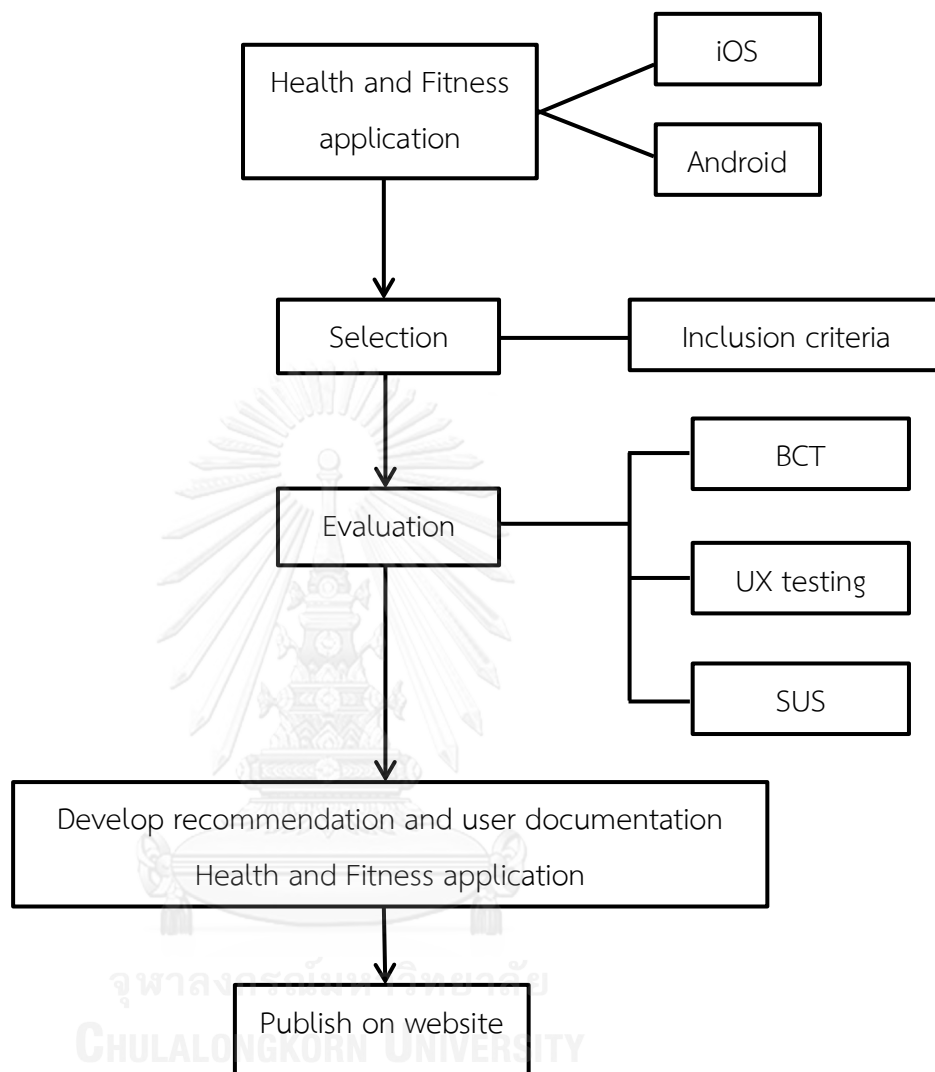 iOS
Health and Fitness
application
Android
Selection
Inclusion criteria
BCT
Evaluation
UX testing
SUS
Develop recommendation and user documentation
Health and Fitness application
จุฬาลงกรณ์มหาวิทยาลัย
Publish on website
CHULALONGKORN UNIVERSITY